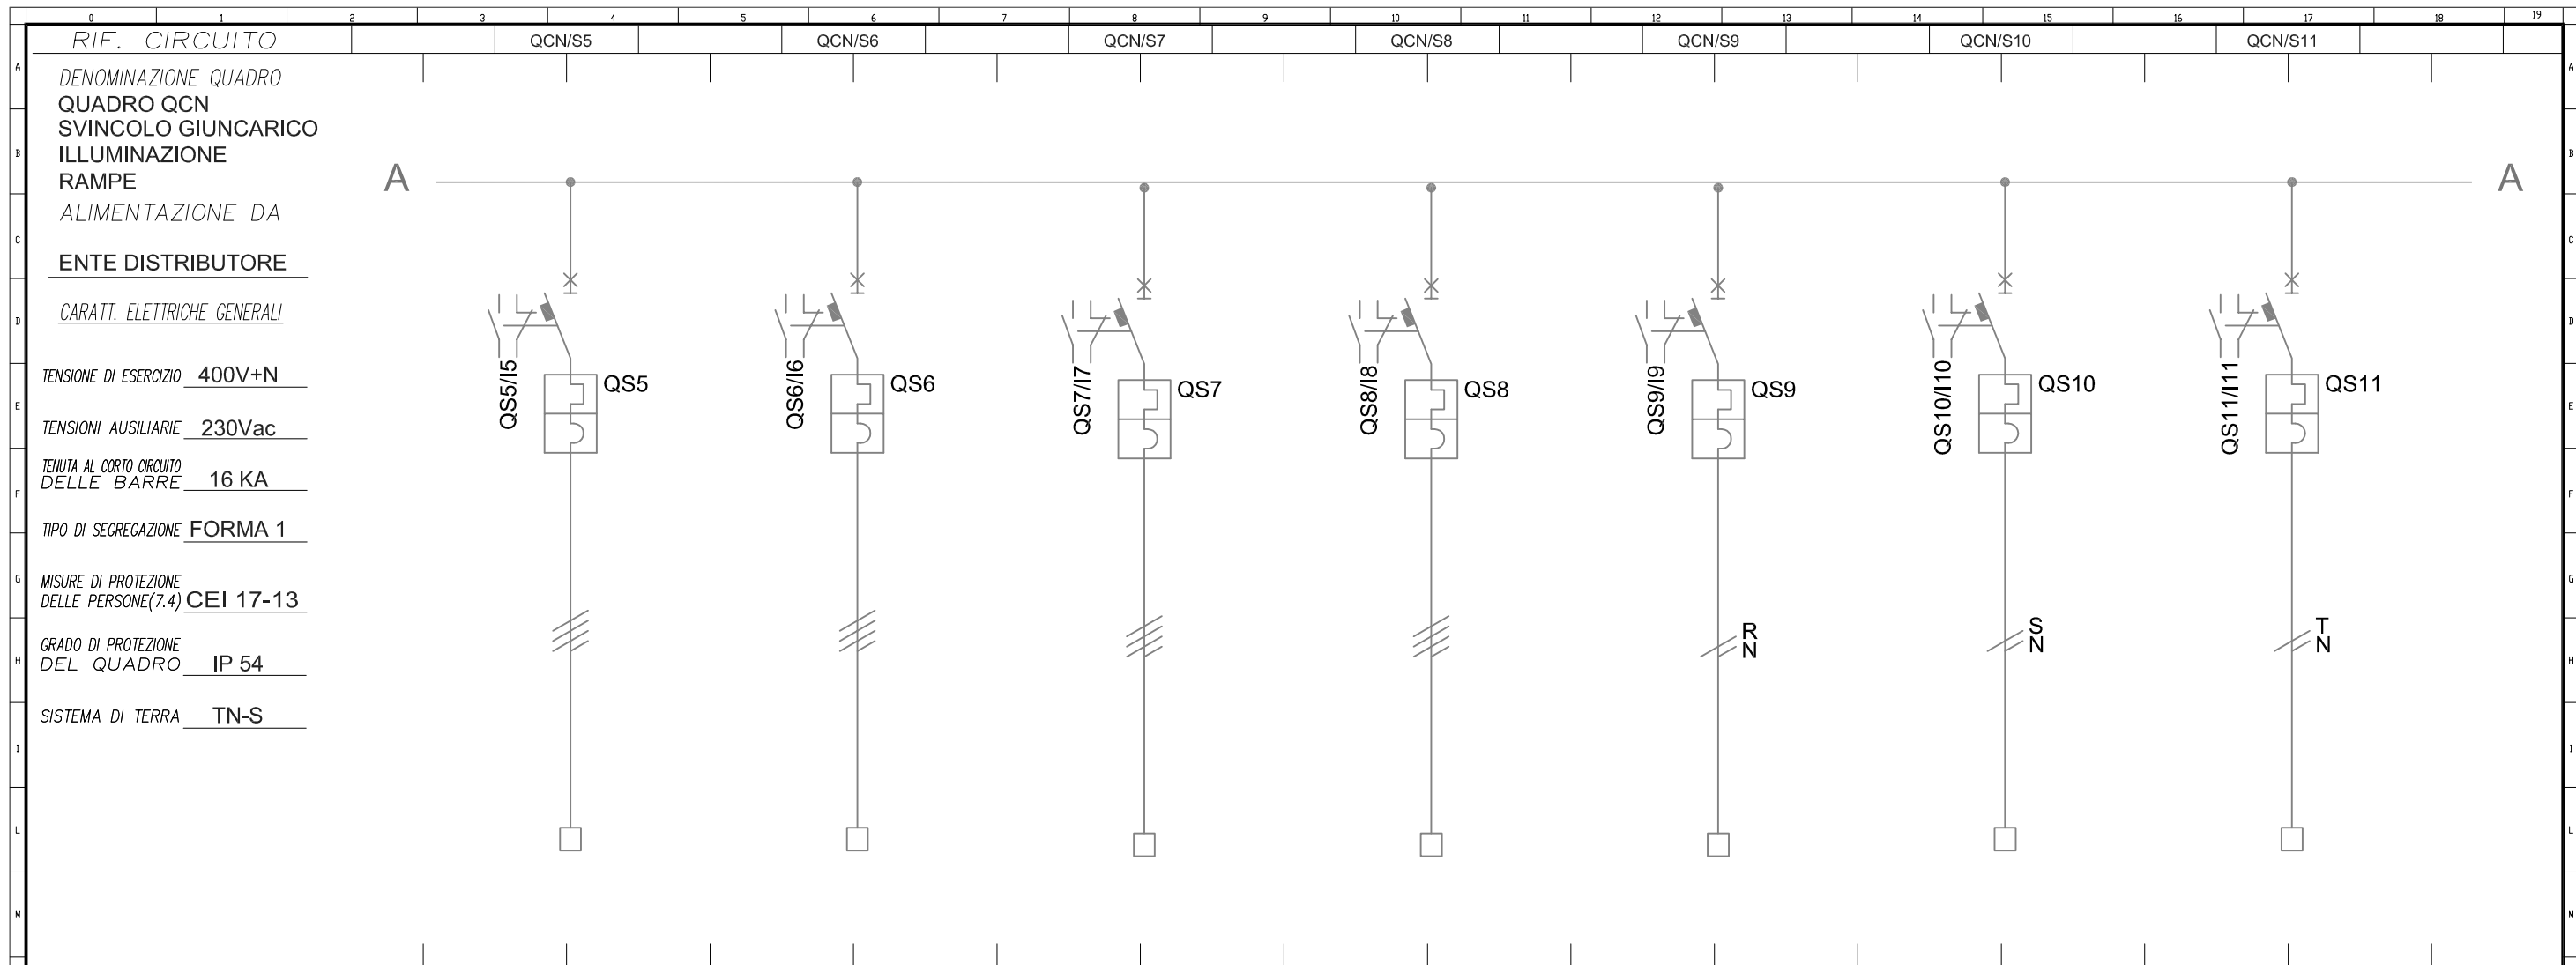 0 1 2 3 4 5 6 7 8 9 10 11 12 13 14 15 16 17 18 19
RIF. CIRCUITO QCN/S5 QCN/S6 QCN/S7 QCN/S8 QCN/S9 QCN/S10 QCN/S11
A A
DENOMINAZIONE QUADRO
QUADRO QCN
SVINCOLO GIUNCARICO
B ILLUMINAZIONE B
RAMPE
A A
ALIMENTAZIONE DA
C C
ENTE DISTRIBUTORE
CARATT. ELETTRICHE GENERALI
D D
TENSIONE DI ESERCIZIO 400V+N
QS5/I5 QS5 QS6/I6 QS6 QS7/I7 QS7 QS8/I8 QS8 QS9/I9 QS9 QS10/I10 QS10 QS11/I11 QS11
E E
TENSIONI AUSILIARIE 230Vac
TENUTA AL CORTO CIRCUITO
DELLE BARRE 16 KA
F F
TIPO DI SEGREGAZIONE FORMA 1
G G
MISURE DI PROTEZIONE
DELLE PERSONE(7.4) CEI 17-13
R S T
N N N
GRADO DI PROTEZIONE
H DEL QUADRO IP 54 H
SISTEMA DI TERRA TN-S
I I
L L
M M